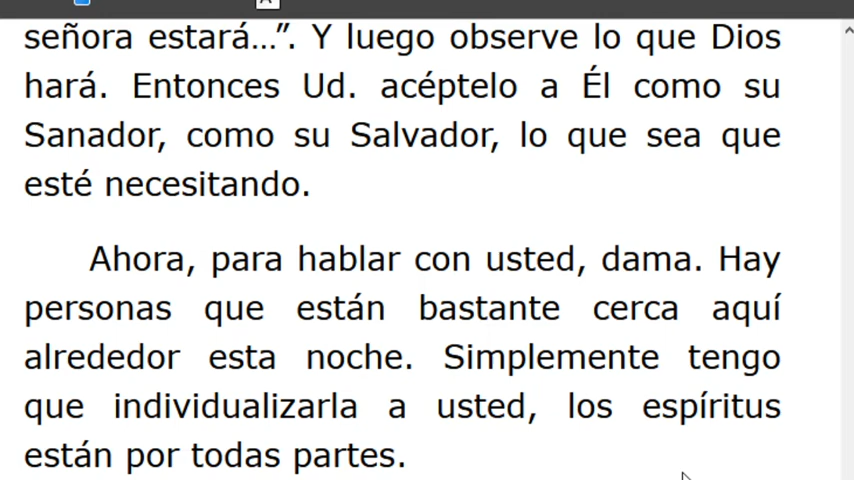 señora estará...”. Y luego observe lo que Dios
hará. Entonces Ud. acéptelo a Él como su
Sanador, como su Salvador, lo que sea que
esté necesitando.
Ahora, para hablar con usted, dama. Hay
personas que están bastante cerca aquí
alrededor esta noche. Simplemente tengo
que individualizarla a usted, los espíritus
están por todas partes.